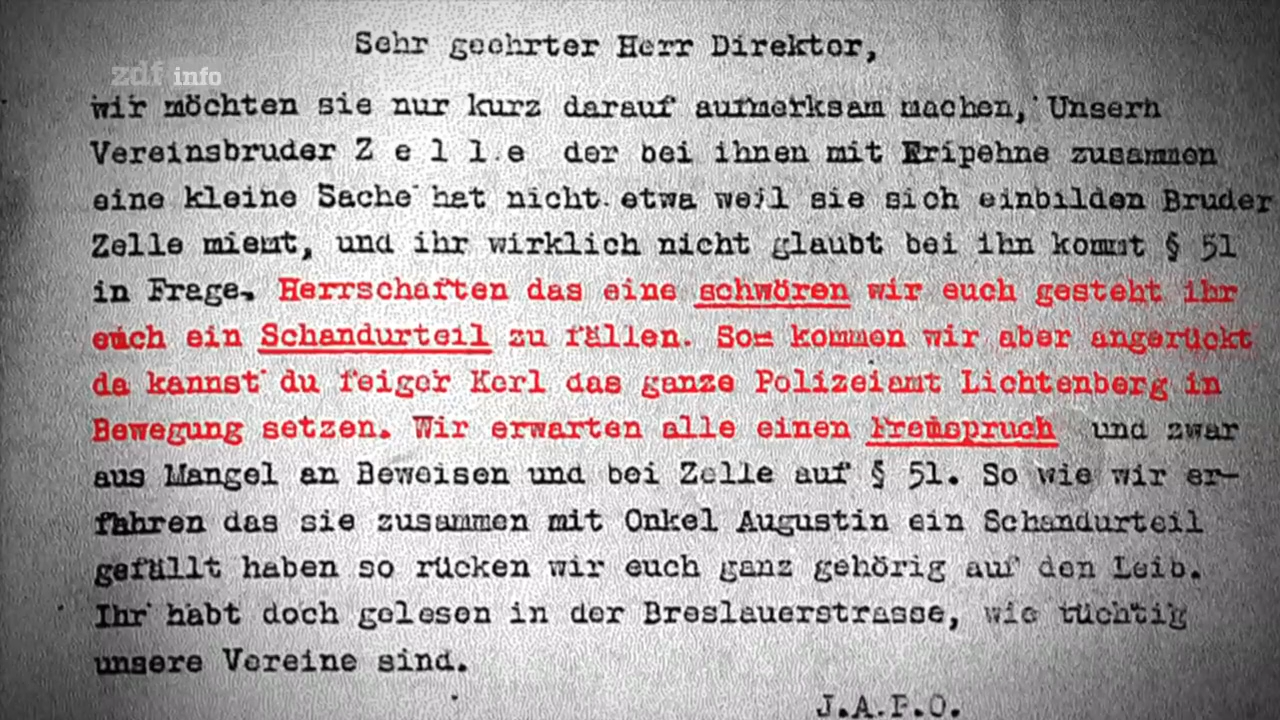 Sehr geehrter Herr Direktor,
zdf info
wir möchten sie nur kurz darauf aufmerksam machen, Unsern
Vereinsbruder Z e l l e der bei ihnen mit Kripehne zusammen
eine kleine Sache hat nicht etwa weil sie sich einbilden Bruder
Zelle miemt, und ihr wirklich nicht glaubt bei ihn kommt § 51
in Frage. Herrschaften das eine schwören wir euch gesteht ihr
euch ein Schandurteil zu fällen. So= kommen wir aber angerückt
da kannst du feiger Kerl das ganze Polizeiamt Lichtenberg in
Bewegung setzen. Wir erwarten alle einen Freispruch und zwar
aus Mangel an Beweisen und bei Zelle auf § 51. So wie wir er-
fahren das sie zusammen mit Onkel Augustin ein Schandurteil
gefällt haben so rücken wir euch ganz gehörig auf den Leib.
Ihr habt doch gelesen in der Breslauerstrasse, wie tüchtig
unsere Vereine sind.
J.A.F.O.